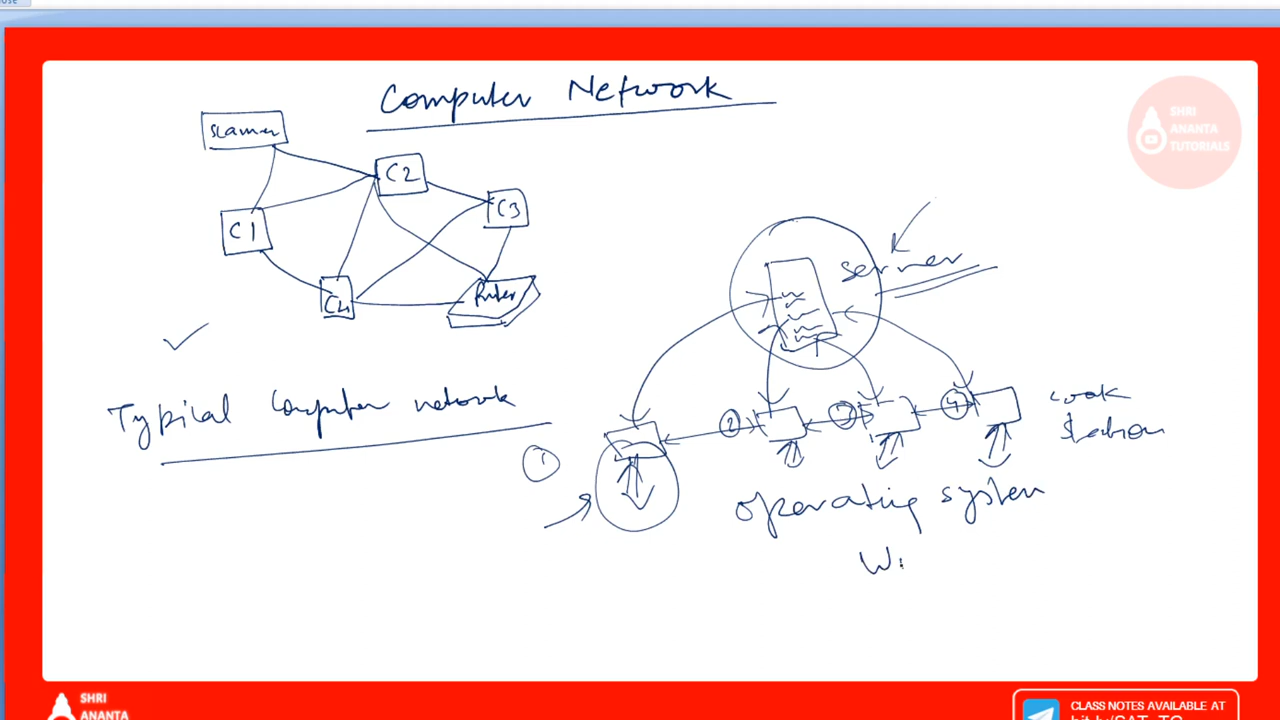 Computer Network
Scanner
C2
C3
C1
C4
Printer
SHRI
ANANTA
TUTORIALS
server
Typical Computer network
1
2
3
4
work
station
operating system
Wi
SHRI
ANANTA
CLASS NOTES AVAILABLE AT